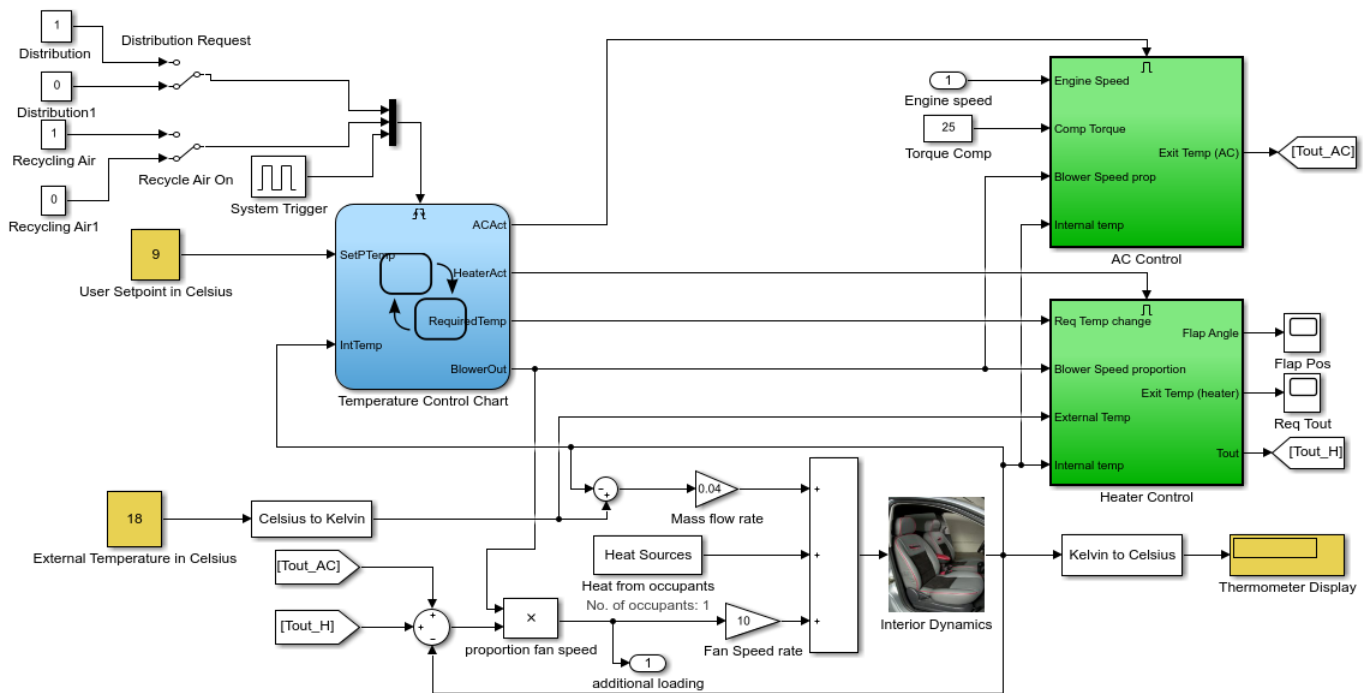 1
Distribution
Distribution Request
0
Distribution1
1
Recycling Air
Recycle Air On
0
Recycling Air1
System Trigger
9
User Setpoint in Celsius
SetPTemp
IntTemp
ACAct
HeaterAct
RequiredTemp
BlowerOut
Temperature Control Chart
1
Engine speed
25
Torque Comp
Engine Speed
Comp Torque
Blower Speed prop
Internal temp
Exit Temp (AC)
AC Control
[Tout_AC]
Req Temp change
Blower Speed proportion
External Temp
Internal temp
Flap Angle
Exit Temp (heater)
Tout
Heater Control
Flap Pos
Req Tout
[Tout_H]
18
External Temperature in Celsius
Celsius to Kelvin
−
+
0.04
Mass flow rate
Heat Sources
Heat from occupants
No. of occupants: 1
[Tout_AC]
[Tout_H]
+
+
−
×
proportion fan speed
1
additional loading
10
Fan Speed rate
+
+
+
Interior Dynamics
Kelvin to Celsius
Thermometer Display